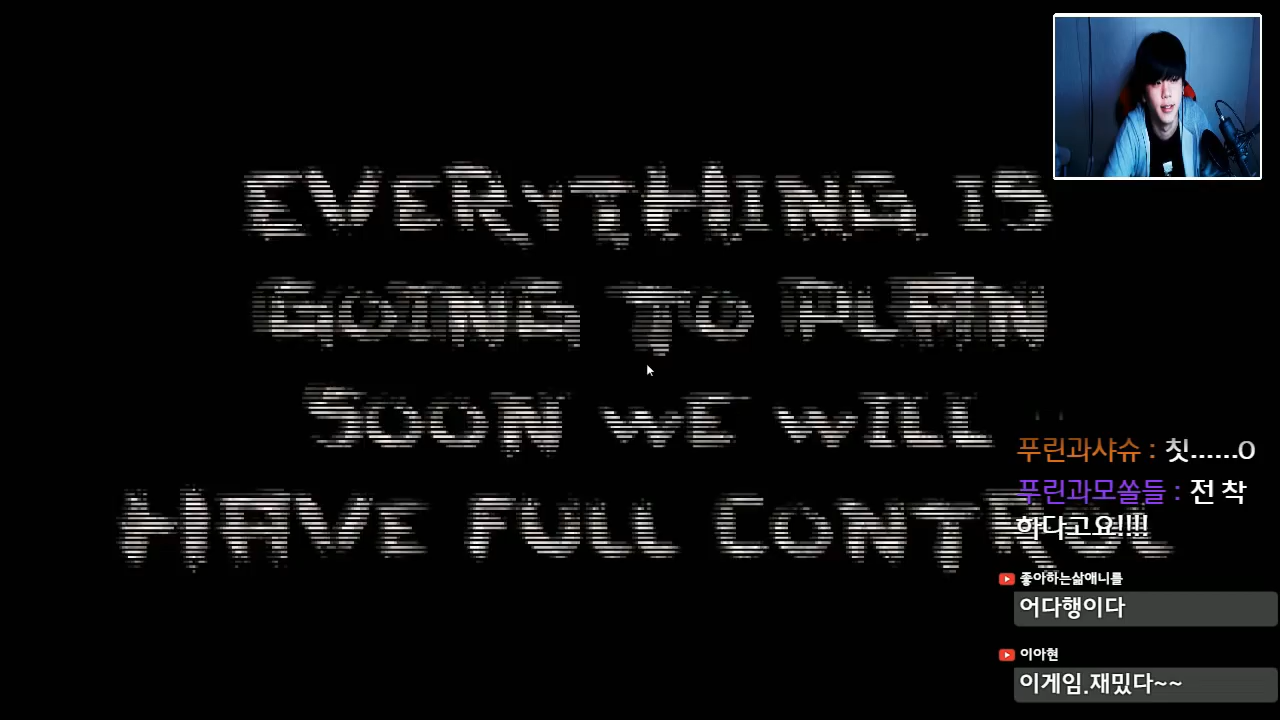 EVERYTHING IS
GOING TO PLAN
SOON WE WILL
HAVE FULL CONTROL
푸린과샤슈 : 칫......O
푸린과모쏠들 : 전 착
하다고요!!!!
좋아하는삶애니를
어다행이다
이아현
이게임.재밌다~~